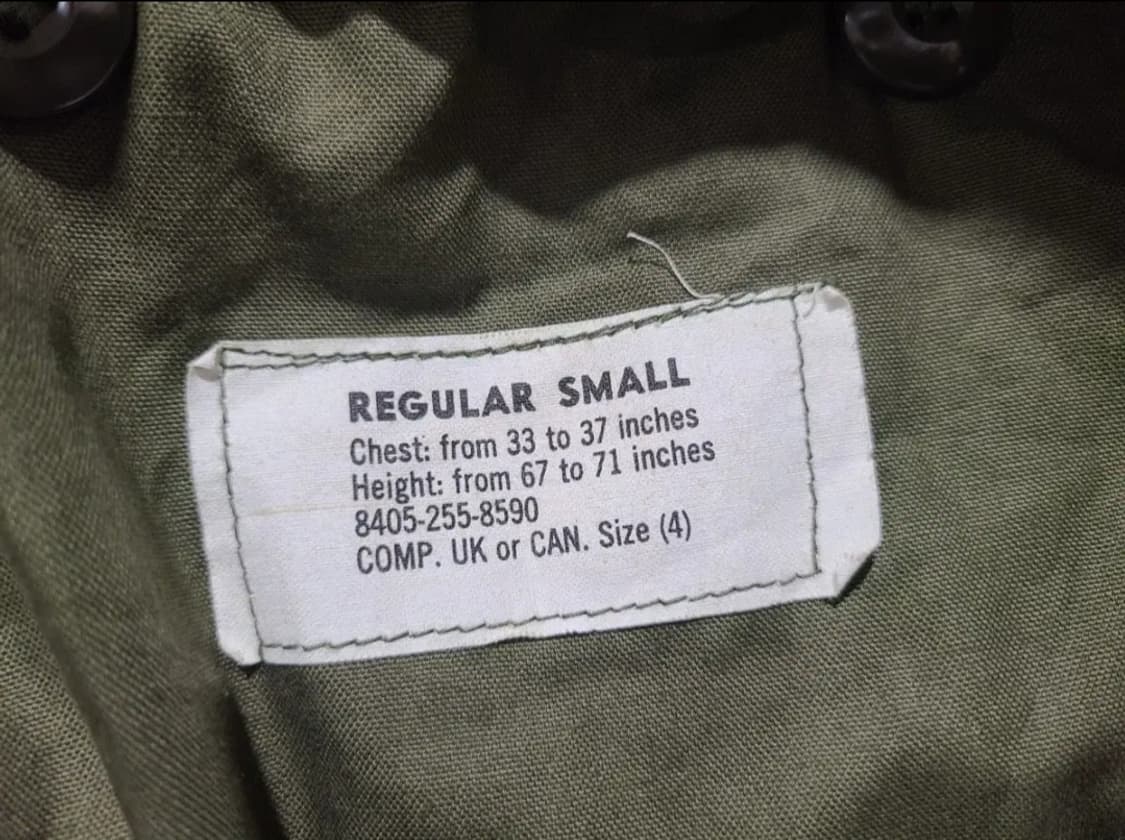 REGULAR SMALL
Chest: from 33 to 37 inches
Height: from 67 to 71 inches
8405-255-8590
COMP. UK or CAN. Size (4)